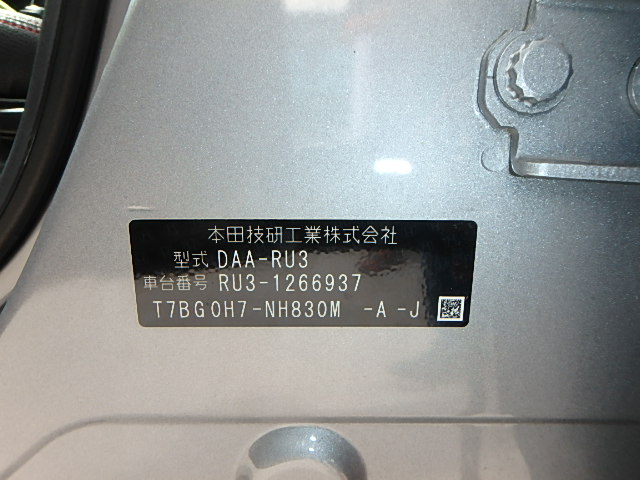 本田技研工業株式会社
型式 DAA-RU3
車台番号 RU3-1266937
T7BG0H7-NH830M -A -J